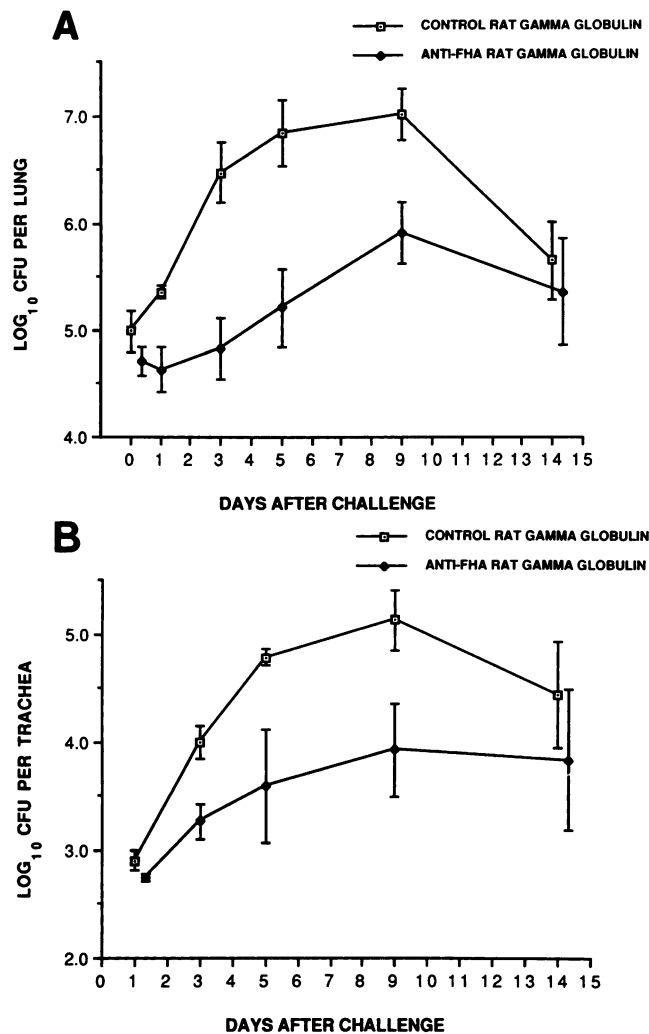 A
CONTROL RAT GAMMA GLOBULIN
ANTI-FHA RAT GAMMA GLOBULIN
LOG10 CFU PER LUNG
7.0
6.0
5.0
4.0
0 1 2 3 4 5 6 7 8 9 10 11 12 13 14 15
DAYS AFTER CHALLENGE
B
CONTROL RAT GAMMA GLOBULIN
ANTI-FHA RAT GAMMA GLOBULIN
LOG10 CFU PER TRACHEA
5.0
4.0
3.0
2.0
0 1 2 3 4 5 6 7 8 9 10 11 12 13 14 15
DAYS AFTER CHALLENGE